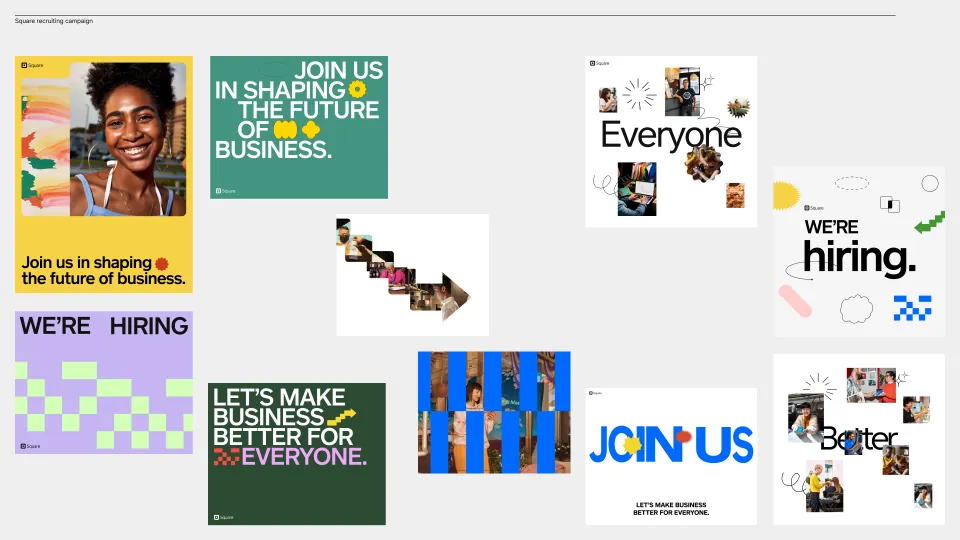 Square recruiting campaign
Square
Join us in shaping
the future of business.
JOIN US
IN SHAPING
THE FUTURE
OF
BUSINESS.
Square
Square
Everyone
Square
WE'RE
hiring.
WE'RE HIRING
Square
LET'S MAKE
BUSINESS
BETTER FOR
EVERYONE.
Square
Square
JOIN US
LET'S MAKE BUSINESS
BETTER FOR EVERYONE.
Better